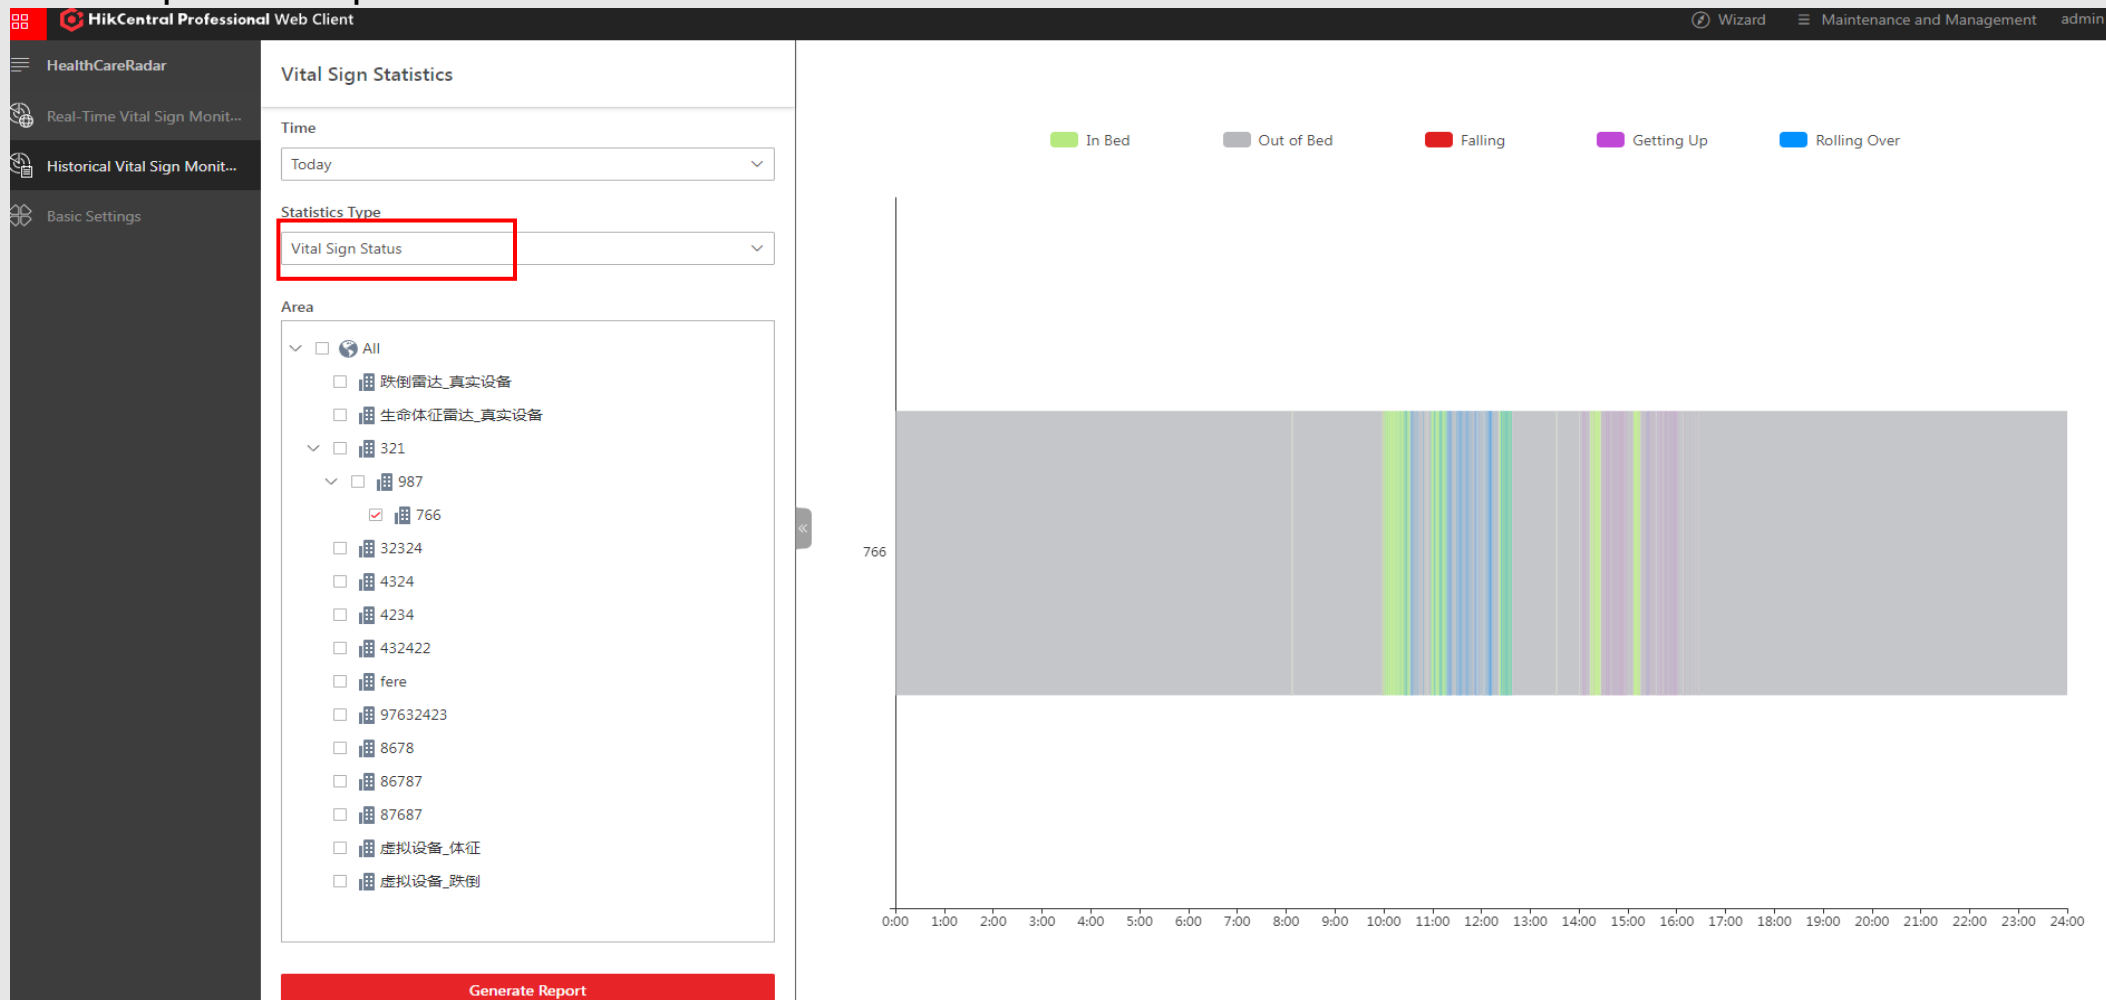 HikCentral Professional Web Client
Wizard
Maintenance and Management
admin
HealthCareRadar
Real-Time Vital Sign Monit...
Historical Vital Sign Monit...
Basic Settings
Vital Sign Statistics
Time
Today
Statistics Type
Vital Sign Status
Area
All
跌倒雷达_真实设备
生命体征雷达_真实设备
321
987
766
32324
4324
4234
432422
fere
97632423
8678
86787
87687
虚拟设备_体征
虚拟设备_跌倒
Generate Report
In Bed
Out of Bed
Falling
Getting Up
Rolling Over
766
0:00 1:00 2:00 3:00 4:00 5:00 6:00 7:00 8:00 9:00 10:00 11:00 12:00 13:00 14:00 15:00 16:00 17:00 18:00 19:00 20:00 21:00 22:00 23:00 24:00